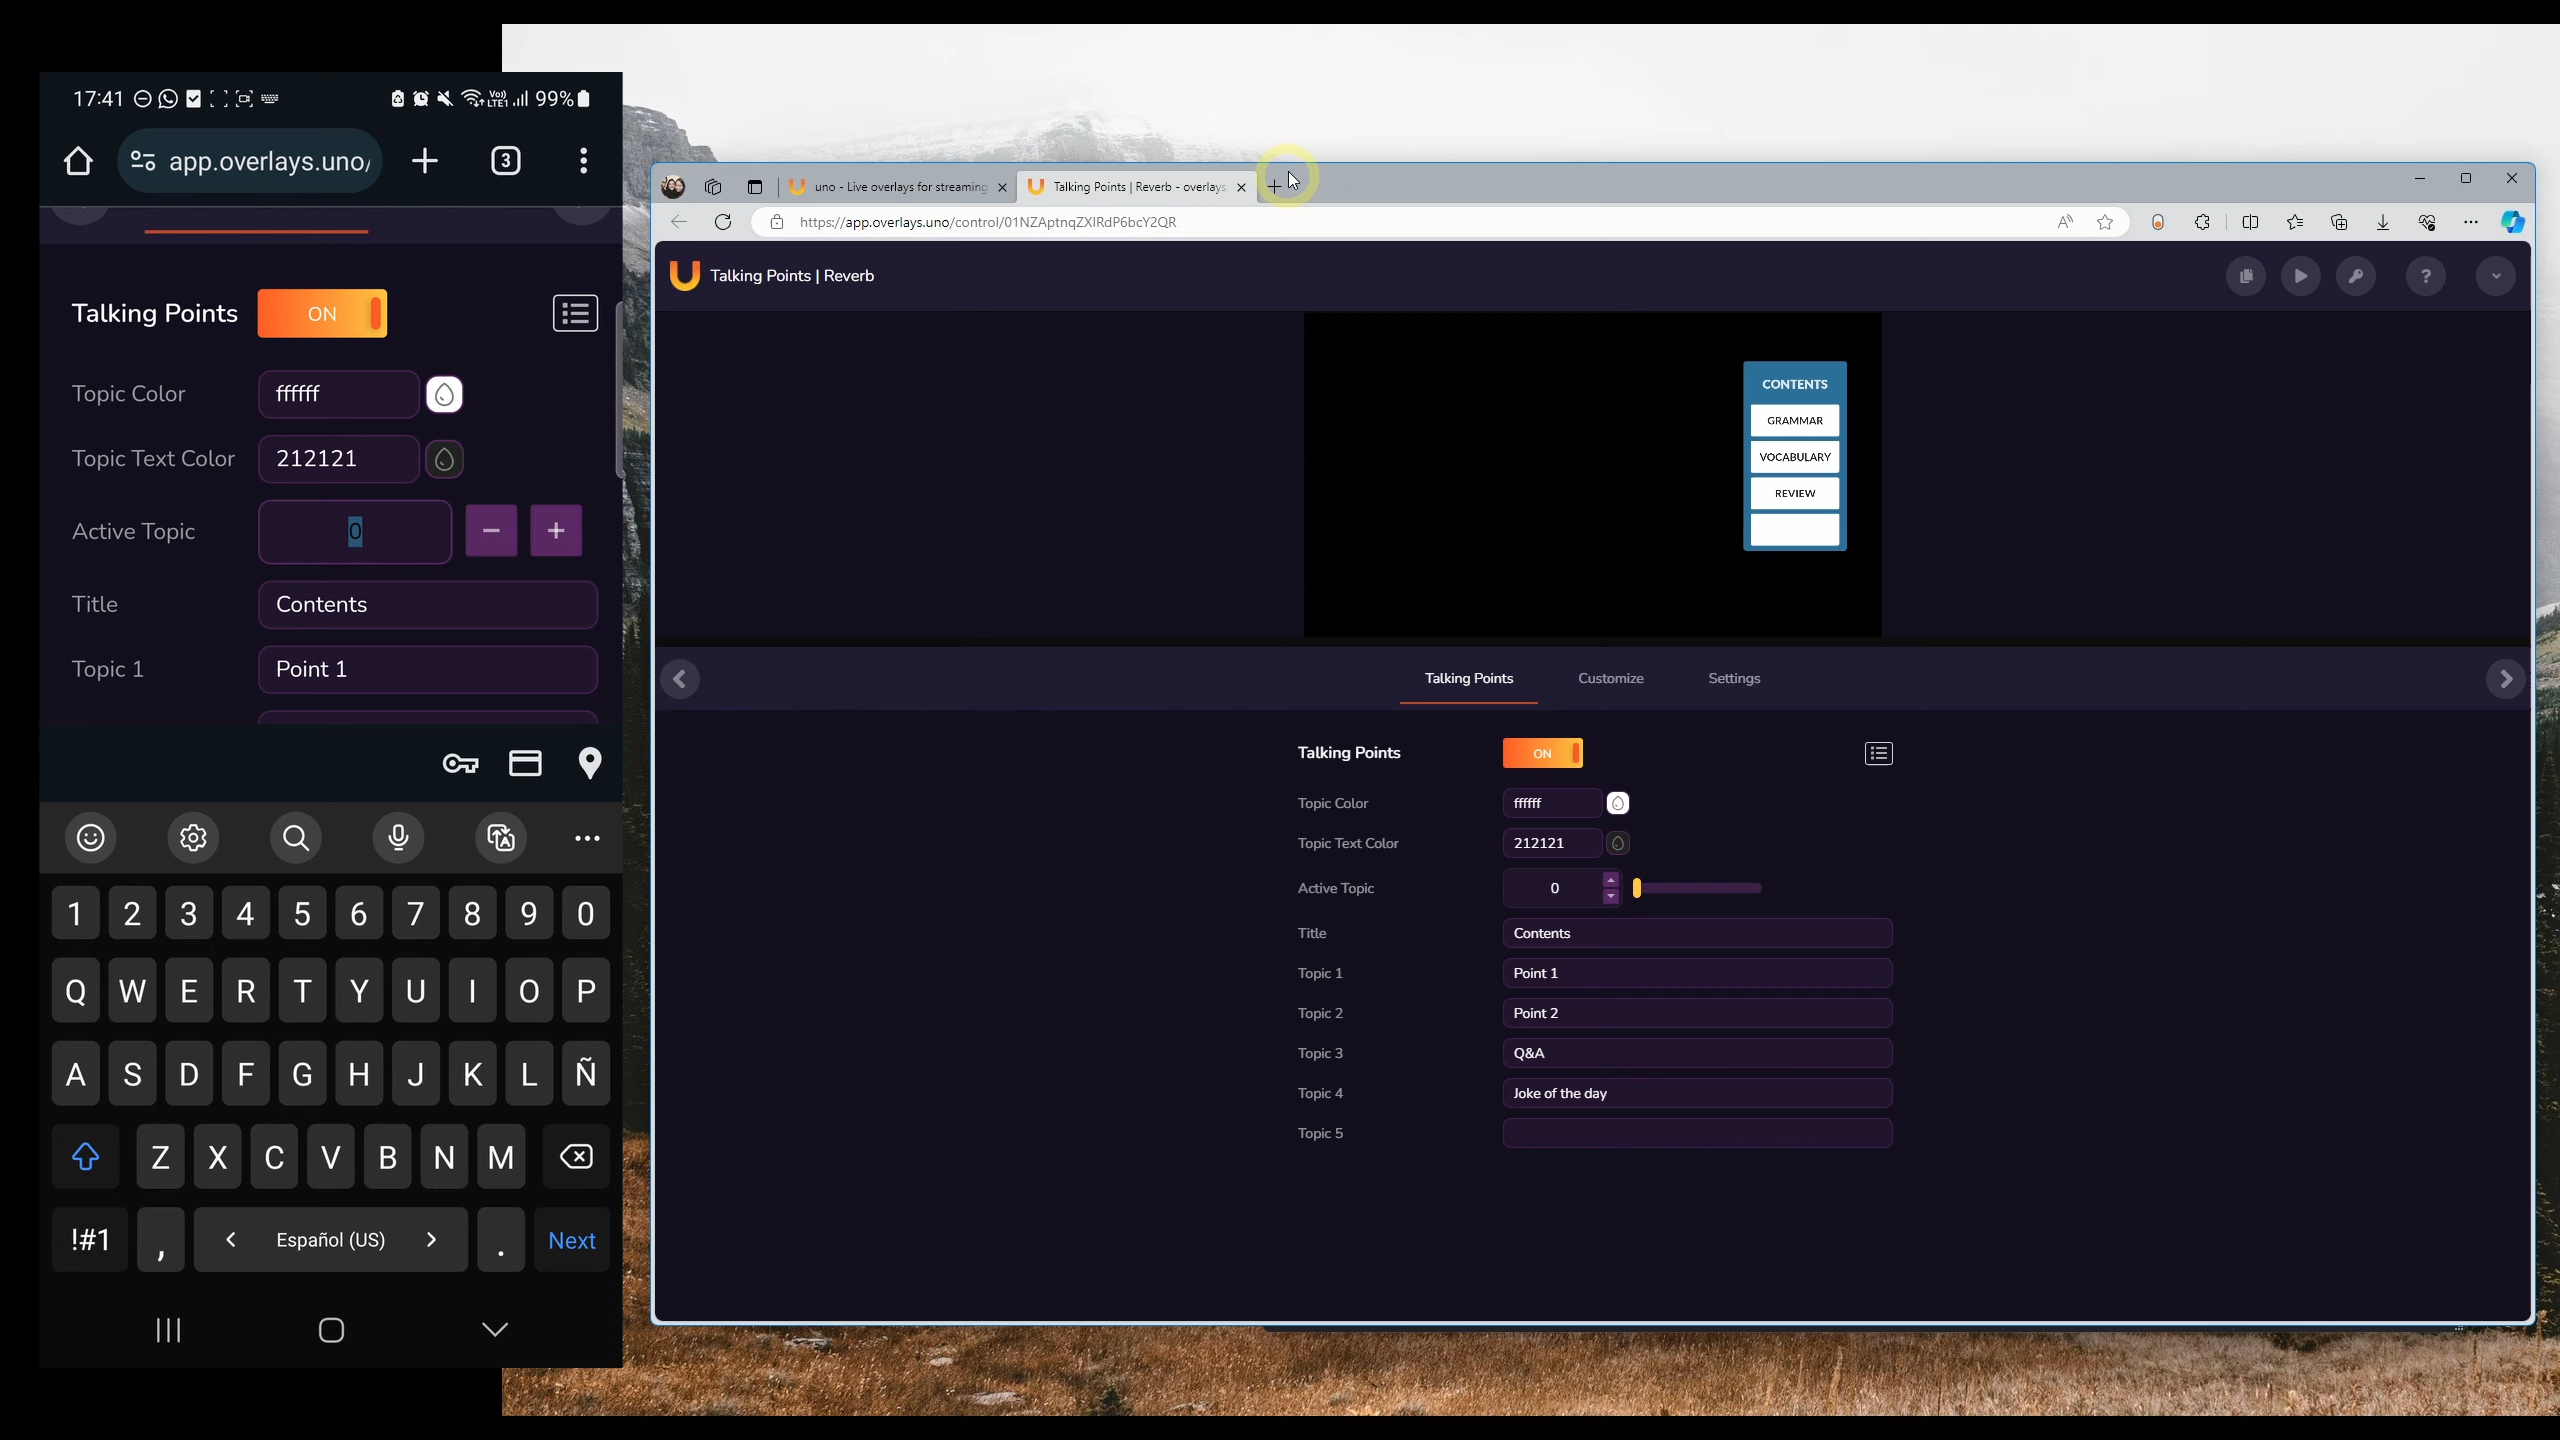 17:41
Vo)) LTE1
99%
app.overlays.uno/
3
Talking Points
ON
Topic Color
ffffff
Topic Text Color
212121
Active Topic
0
−
+
Title
Contents
Topic 1
Point 1
1 2 3 4 5 6 7 8 9 0
Q W E R T Y U I O P
A S D F G H J K L Ñ
Z X C V B N M
!#1 , < Español (US) > . Next
uno - Live overlays for streaming
Talking Points | Reverb - overlays
https://app.overlays.uno/control/01NZAptnqZXIRdP6bcY2QR
Talking Points | Reverb
?
CONTENTS
GRAMMAR
VOCABULARY
REVIEW
Talking Points
Customize
Settings
Talking Points
ON
Topic Color
ffffff
Topic Text Color
212121
Active Topic
0
Title
Contents
Topic 1
Point 1
Topic 2
Point 2
Topic 3
Q&A
Topic 4
Joke of the day
Topic 5